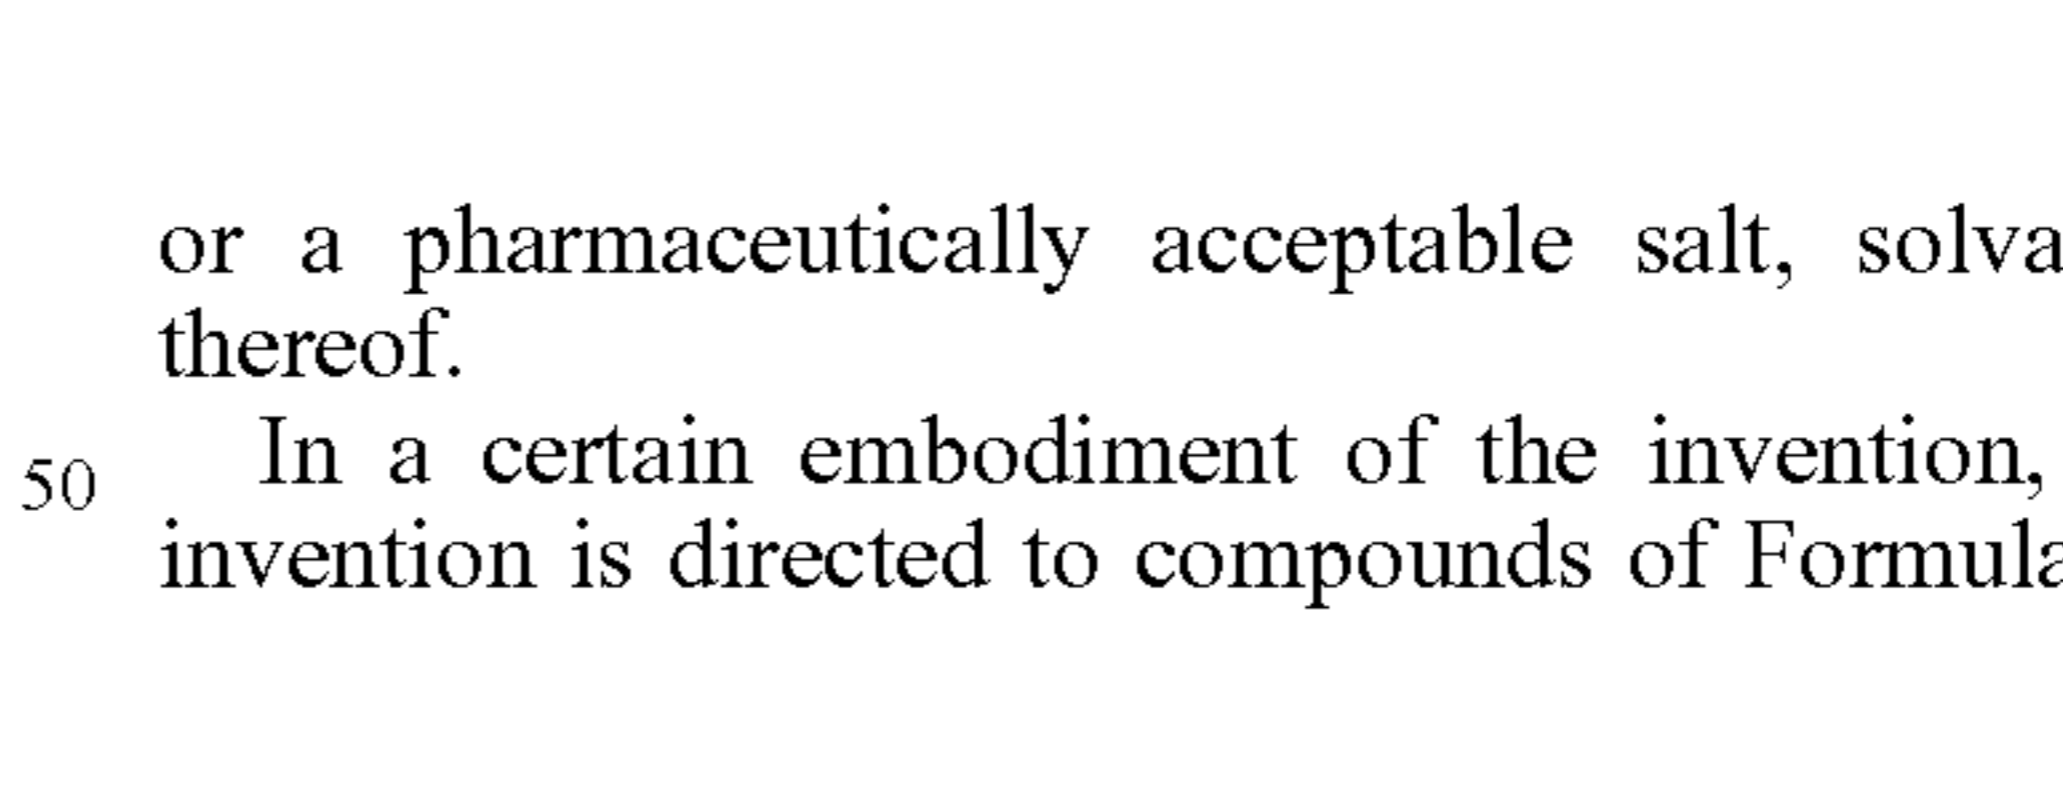 or a pharmaceutically acceptable salt, solva
thereof.
In a certain embodiment of the invention,
50
invention is directed to compounds of Formula